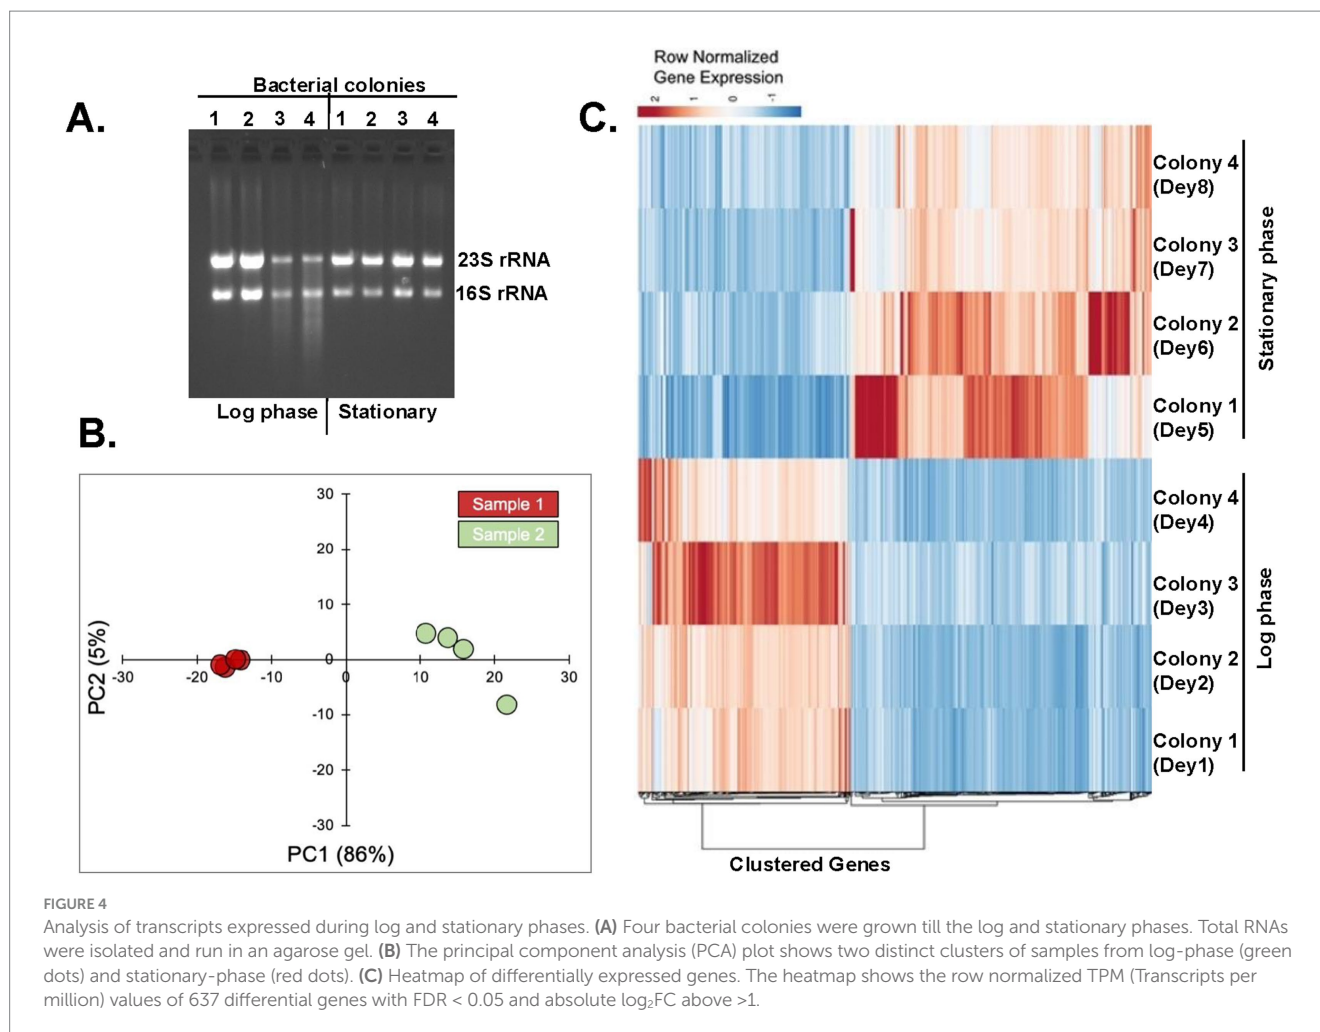 A.
Bacterial colonies
1 2 3 4 1 2 3 4
23S rRNA
16S rRNA
Log phase Stationary
B.
Sample 1
Sample 2
30
20
10
0
-10
-20
-30
-30 -20 -10 0 10 20 30
PC2 (5%)
PC1 (86%)
C.
Row Normalized
Gene Expression
2 1 0 -1
Colony 4
(Dey8)
Colony 3
(Dey7)
Colony 2
(Dey6)
Colony 1
(Dey5)
Stationary phase
Colony 4
(Dey4)
Colony 3
(Dey3)
Colony 2
(Dey2)
Colony 1
(Dey1)
Log phase
Clustered Genes
FIGURE 4
Analysis of transcripts expressed during log and stationary phases. (A) Four bacterial colonies were grown till the log and stationary phases. Total RNAs
were isolated and run in an agarose gel. (B) The principal component analysis (PCA) plot shows two distinct clusters of samples from log-phase (green
dots) and stationary-phase (red dots). (C) Heatmap of differentially expressed genes. The heatmap shows the row normalized TPM (Transcripts per
million) values of 637 differential genes with FDR < 0.05 and absolute log₂FC above >1.